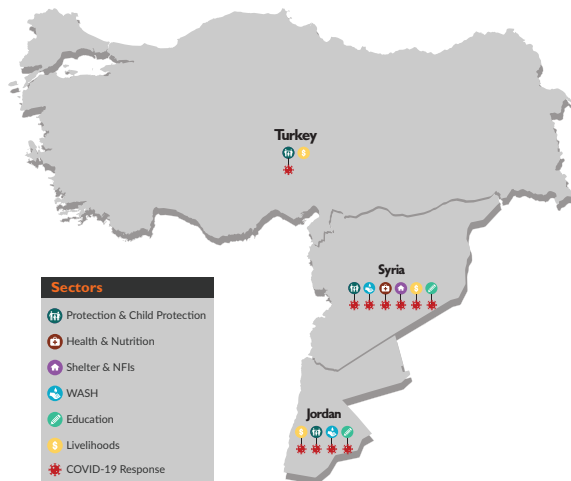 Turkey
Syria
Sectors
Protection & Child Protection
Health & Nutrition
Shelter & NFIs
WASH
Education
Livelihoods
COVID-19 Response
Jordan